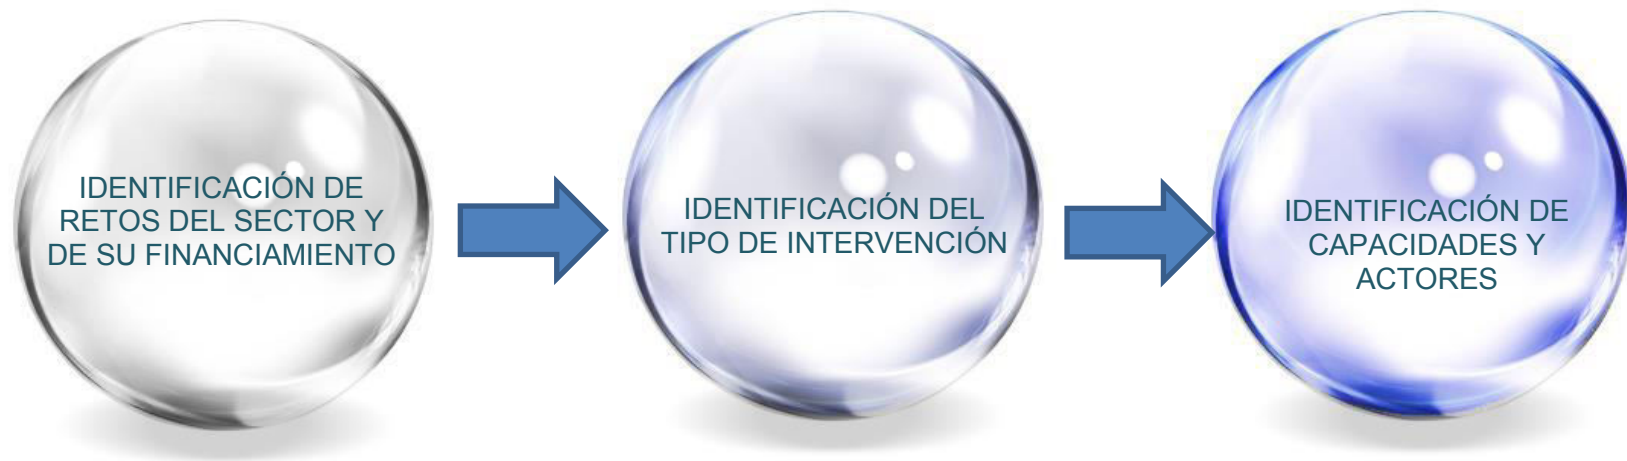 IDENTIFICACIÓN DE
RETOS DEL SECTOR Y
DE SU FINANCIAMIENTO
IDENTIFICACIÓN DEL
TIPO DE INTERVENCIÓN
IDENTIFICACIÓN DE
CAPACIDADES Y
ACTORES